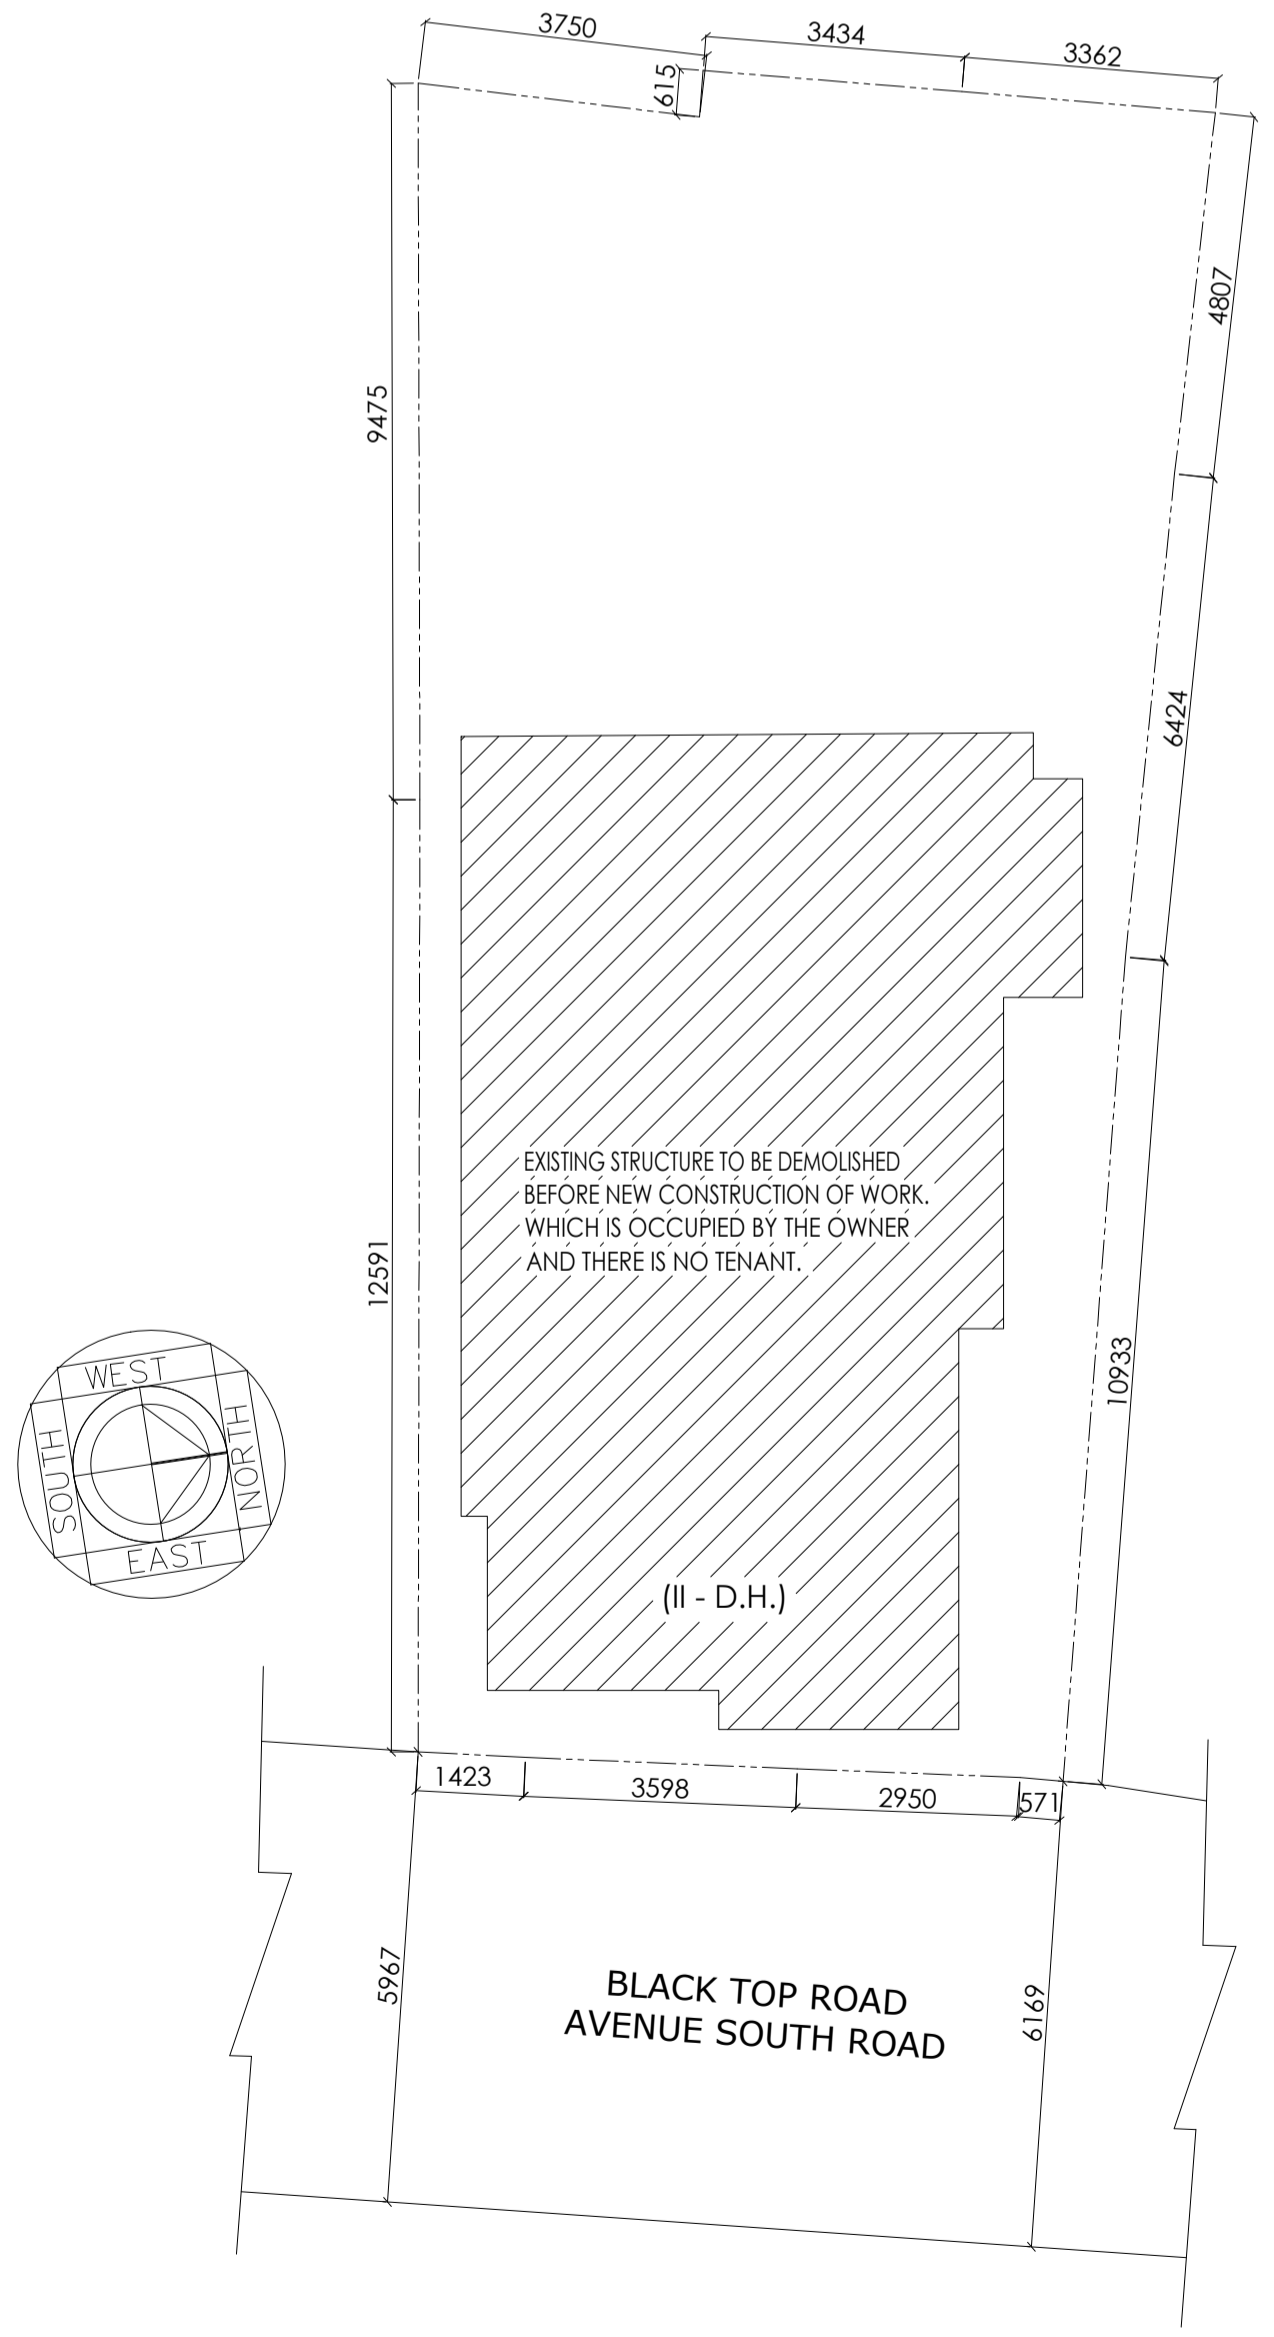 3750
3434
3362
615
4807
9475
6424
EXISTING STRUCTURE TO BE DEMOLISHED
BEFORE NEW CONSTRUCTION OF WORK.
WHICH IS OCCUPIED BY THE OWNER
AND THERE IS NO TENANT.
12591
10933
WEST
SOUTH
NORTH
EAST
(II - D.H.)
1423
3598
2950
571
5967
6169
BLACK TOP ROAD
AVENUE SOUTH ROAD